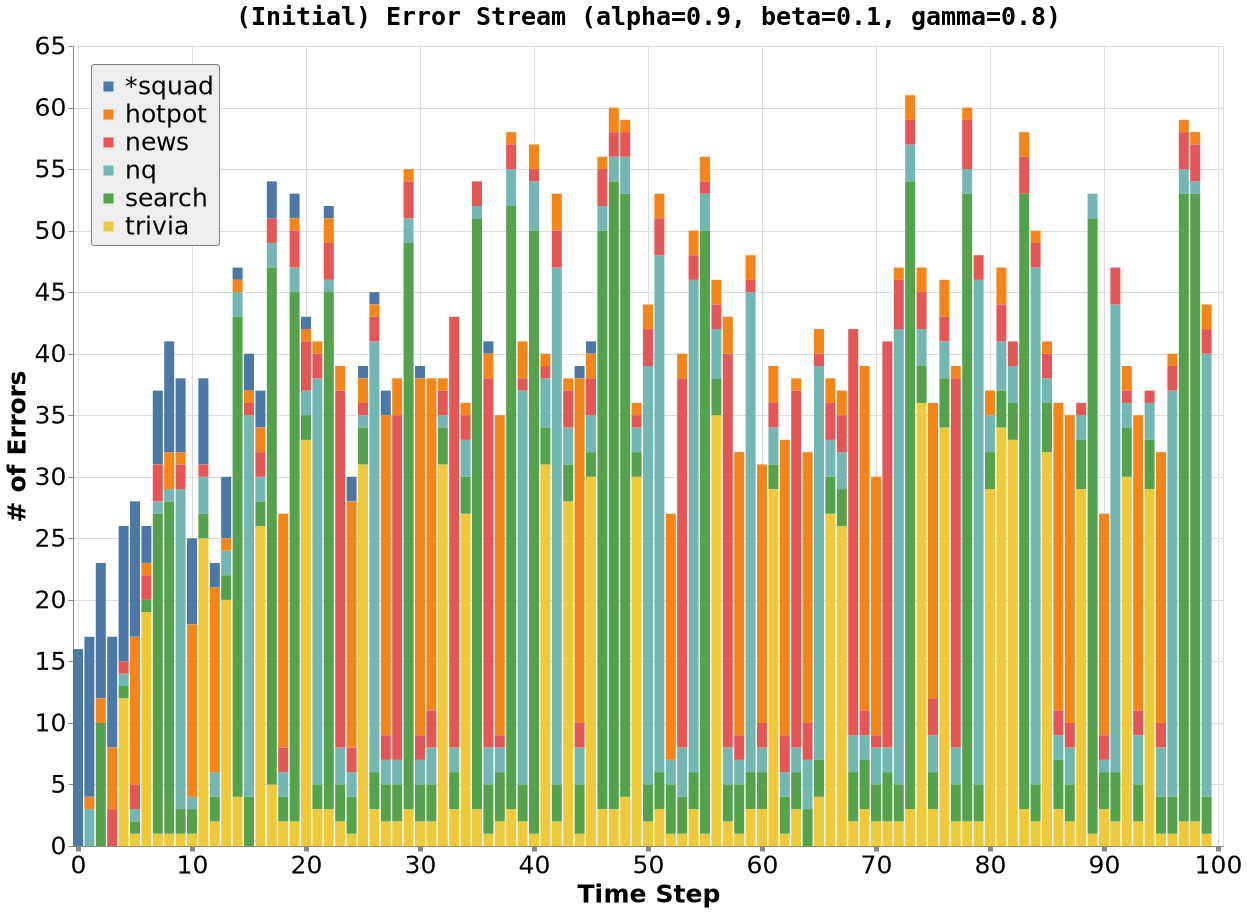 (Initial) Error Stream (alpha=0.9, beta=0.1, gamma=0.8)
65
60
55
50
45
40
35
30
25
20
15
10
5
0
# of Errors
*squad
hotpot
news
nq
search
trivia
0 10 20 30 40 50 60 70 80 90 100
Time Step